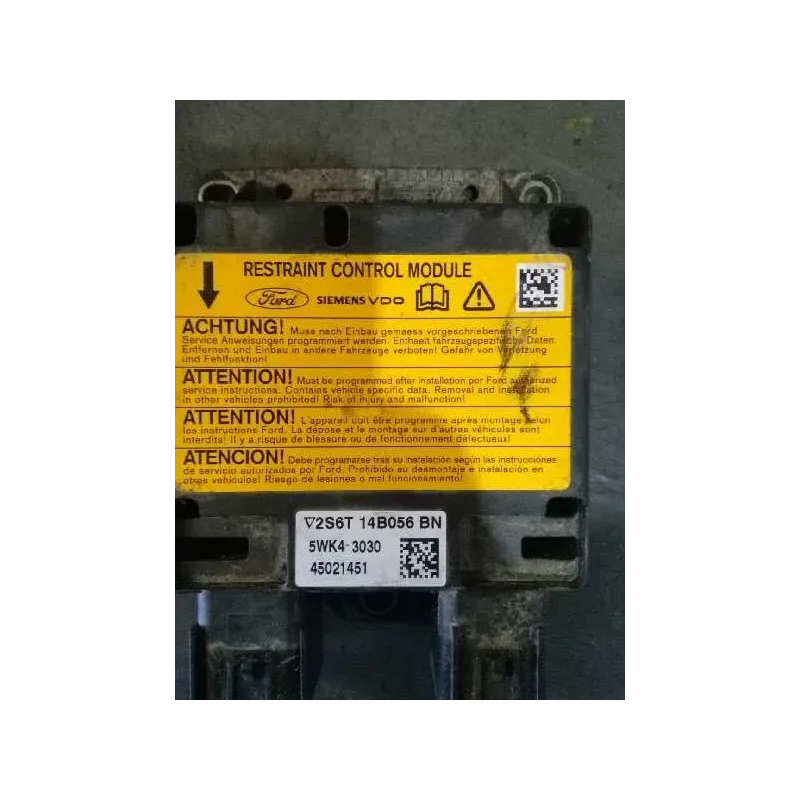 RESTRAINT CONTROL MODULE
Ford SIEMENS VDO
ACHTUNG! Muss nach Einbau gemaess vorgeschriebenen Ford
Service Anweisungen programmiert werden. Enthaelt fahrzeugspezifische Daten.
Entfernen und Einbau in andere Fahrzeuge verboten! Gefahr von Verletzung
und Fehlfunktion!
ATTENTION! Must be programmed after installation per Ford authorized
service instructions. Contains vehicle specific data. Removal and installation
in other vehicles prohibited! Risk of injury and malfunction!
ATTENTION! L'appareil doit être programme après montage selon
les instructions Ford. La dépose et le montage sur d'autres véhicules sont
interdits! Il y a risque de blessure ou de fonctionnement défectueux!
ATENCION! Debe programarse tras su instalación según las instrucciones
de servicio autorizados por Ford. Prohibido su desmontaje e instalación en
otros vehículos! Riesgo de lesiones o mal funcionamiento!
▽2S6T 14B056 BN
5WK4 3030
45021451